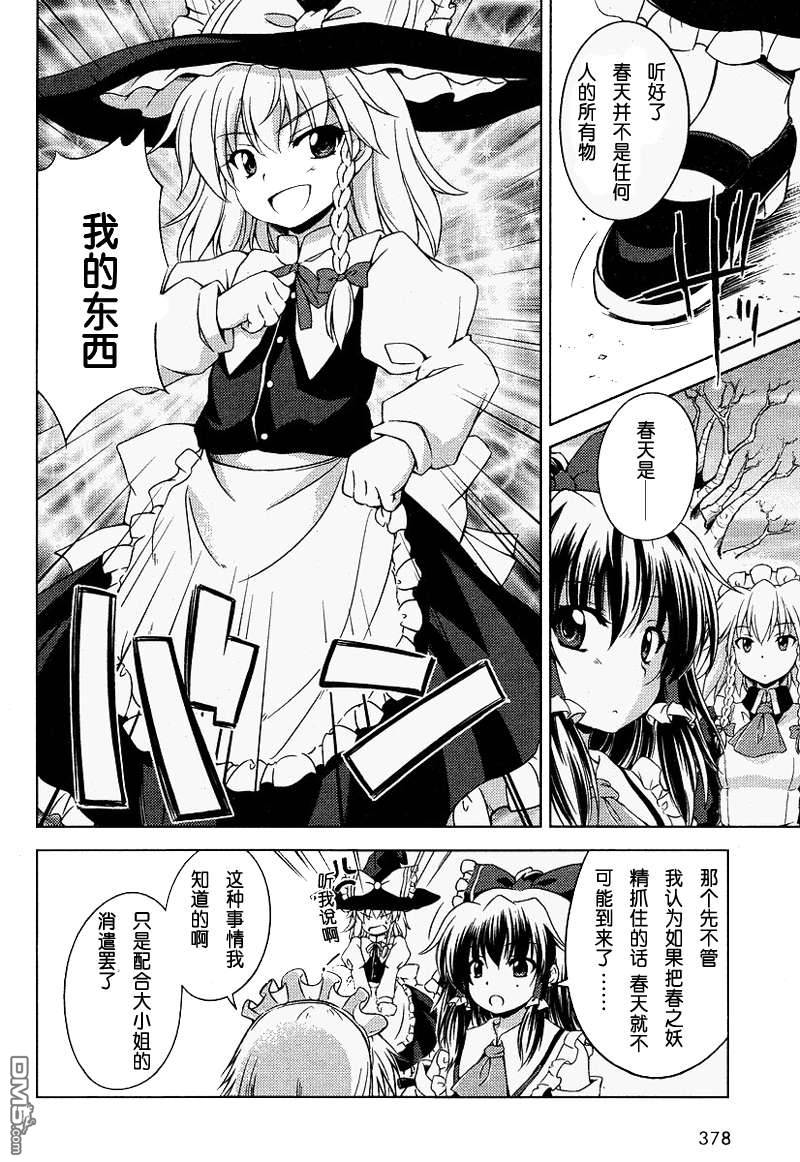 听好了
春天并不是任何
人的所有物
春天是——
我的东西
バーン
那个先不管
我认为如果把春之妖
精抓住的话 春天就不
可能到来了……
听我说啊
这种事情我
知道的啊
只是配合大小姐的
消遣罢了
378
DM5.com